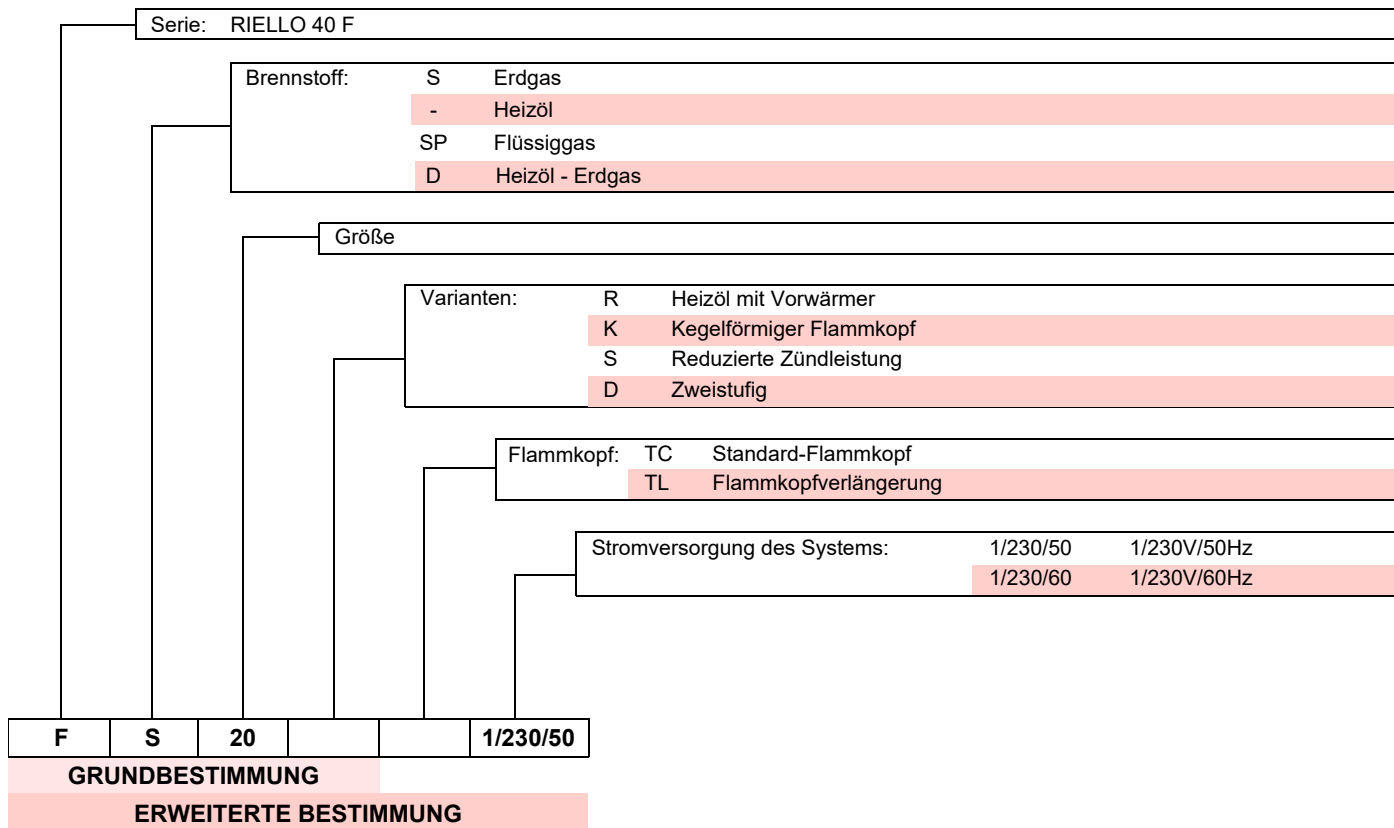 Serie: RIELLO 40 F
Brennstoff: S Erdgas
- Heizöl
SP Flüssiggas
D Heizöl - Erdgas
Größe
Varianten: R Heizöl mit Vorwärmer
K Kegelförmiger Flammkopf
S Reduzierte Zündleistung
D Zweistufig
Flammkopf: TC Standard-Flammkopf
TL Flammkopfverlängerung
Stromversorgung des Systems: 1/230/50 1/230V/50Hz
1/230/60 1/230V/60Hz
F S 20 1/230/50
GRUNDBESTIMMUNG
ERWEITERTE BESTIMMUNG